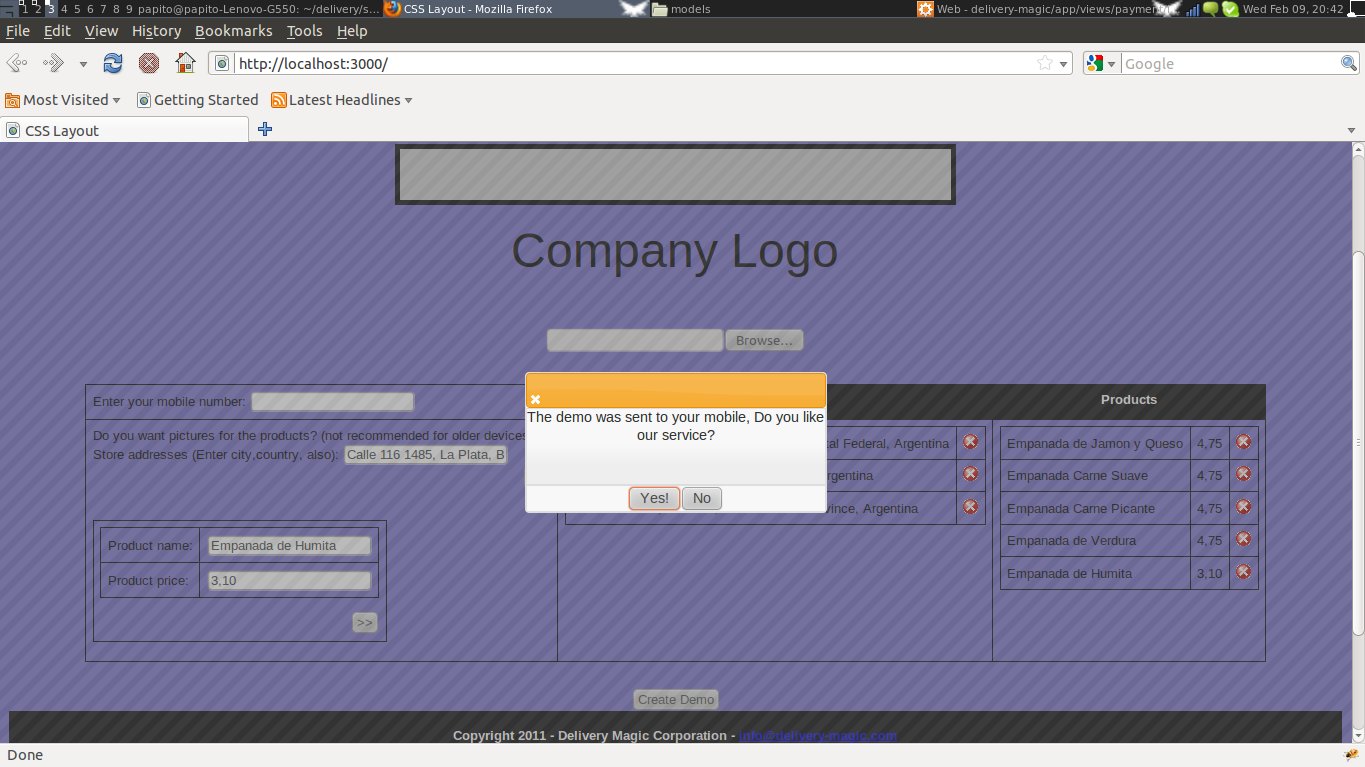 1 2 3 4 5 6 7 8 9 papito@papito-Lenovo-G550: ~/delivery/s... CSS Layout - Mozilla Firefox models Web - delivery-magic/app/views/payment/ Wed Feb 09, 20:42
File Edit View History Bookmarks Tools Help
http://localhost:3000/ Google
Most Visited Getting Started Latest Headlines
CSS Layout
Company Logo
Browse...
Enter your mobile number: Products
The demo was sent to your mobile, Do you like
our service?
Yes! No
Do you want pictures for the products? (not recommended for older devices
Store addresses (Enter city,country, also): Calle 116 1485, La Plata, B
Federal, Argentina
Argentina
Argentina
Empanada de Jamon y Queso 4,75
Empanada Carne Suave 4,75
Empanada Carne Picante 4,75
Empanada de Verdura 4,75
Empanada de Humita 3,10
Product name: Empanada de Humita
Product price: 3,10
>>
Create Demo
Copyright 2011 - Delivery Magic Corporation - info@delivery-magic.com
Done